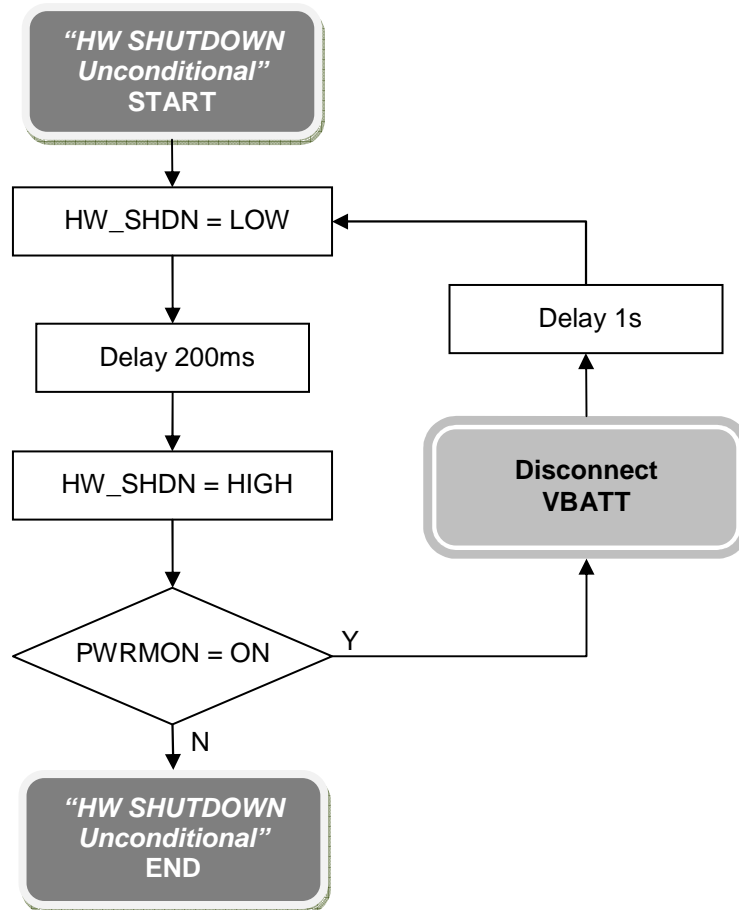 “HW SHUTDOWN
Unconditional”
START
HW_SHDN = LOW
Delay 200ms
HW_SHDN = HIGH
PWRMON = ON
Y
N
Delay 1s
Disconnect
VBATT
“HW SHUTDOWN
Unconditional”
END